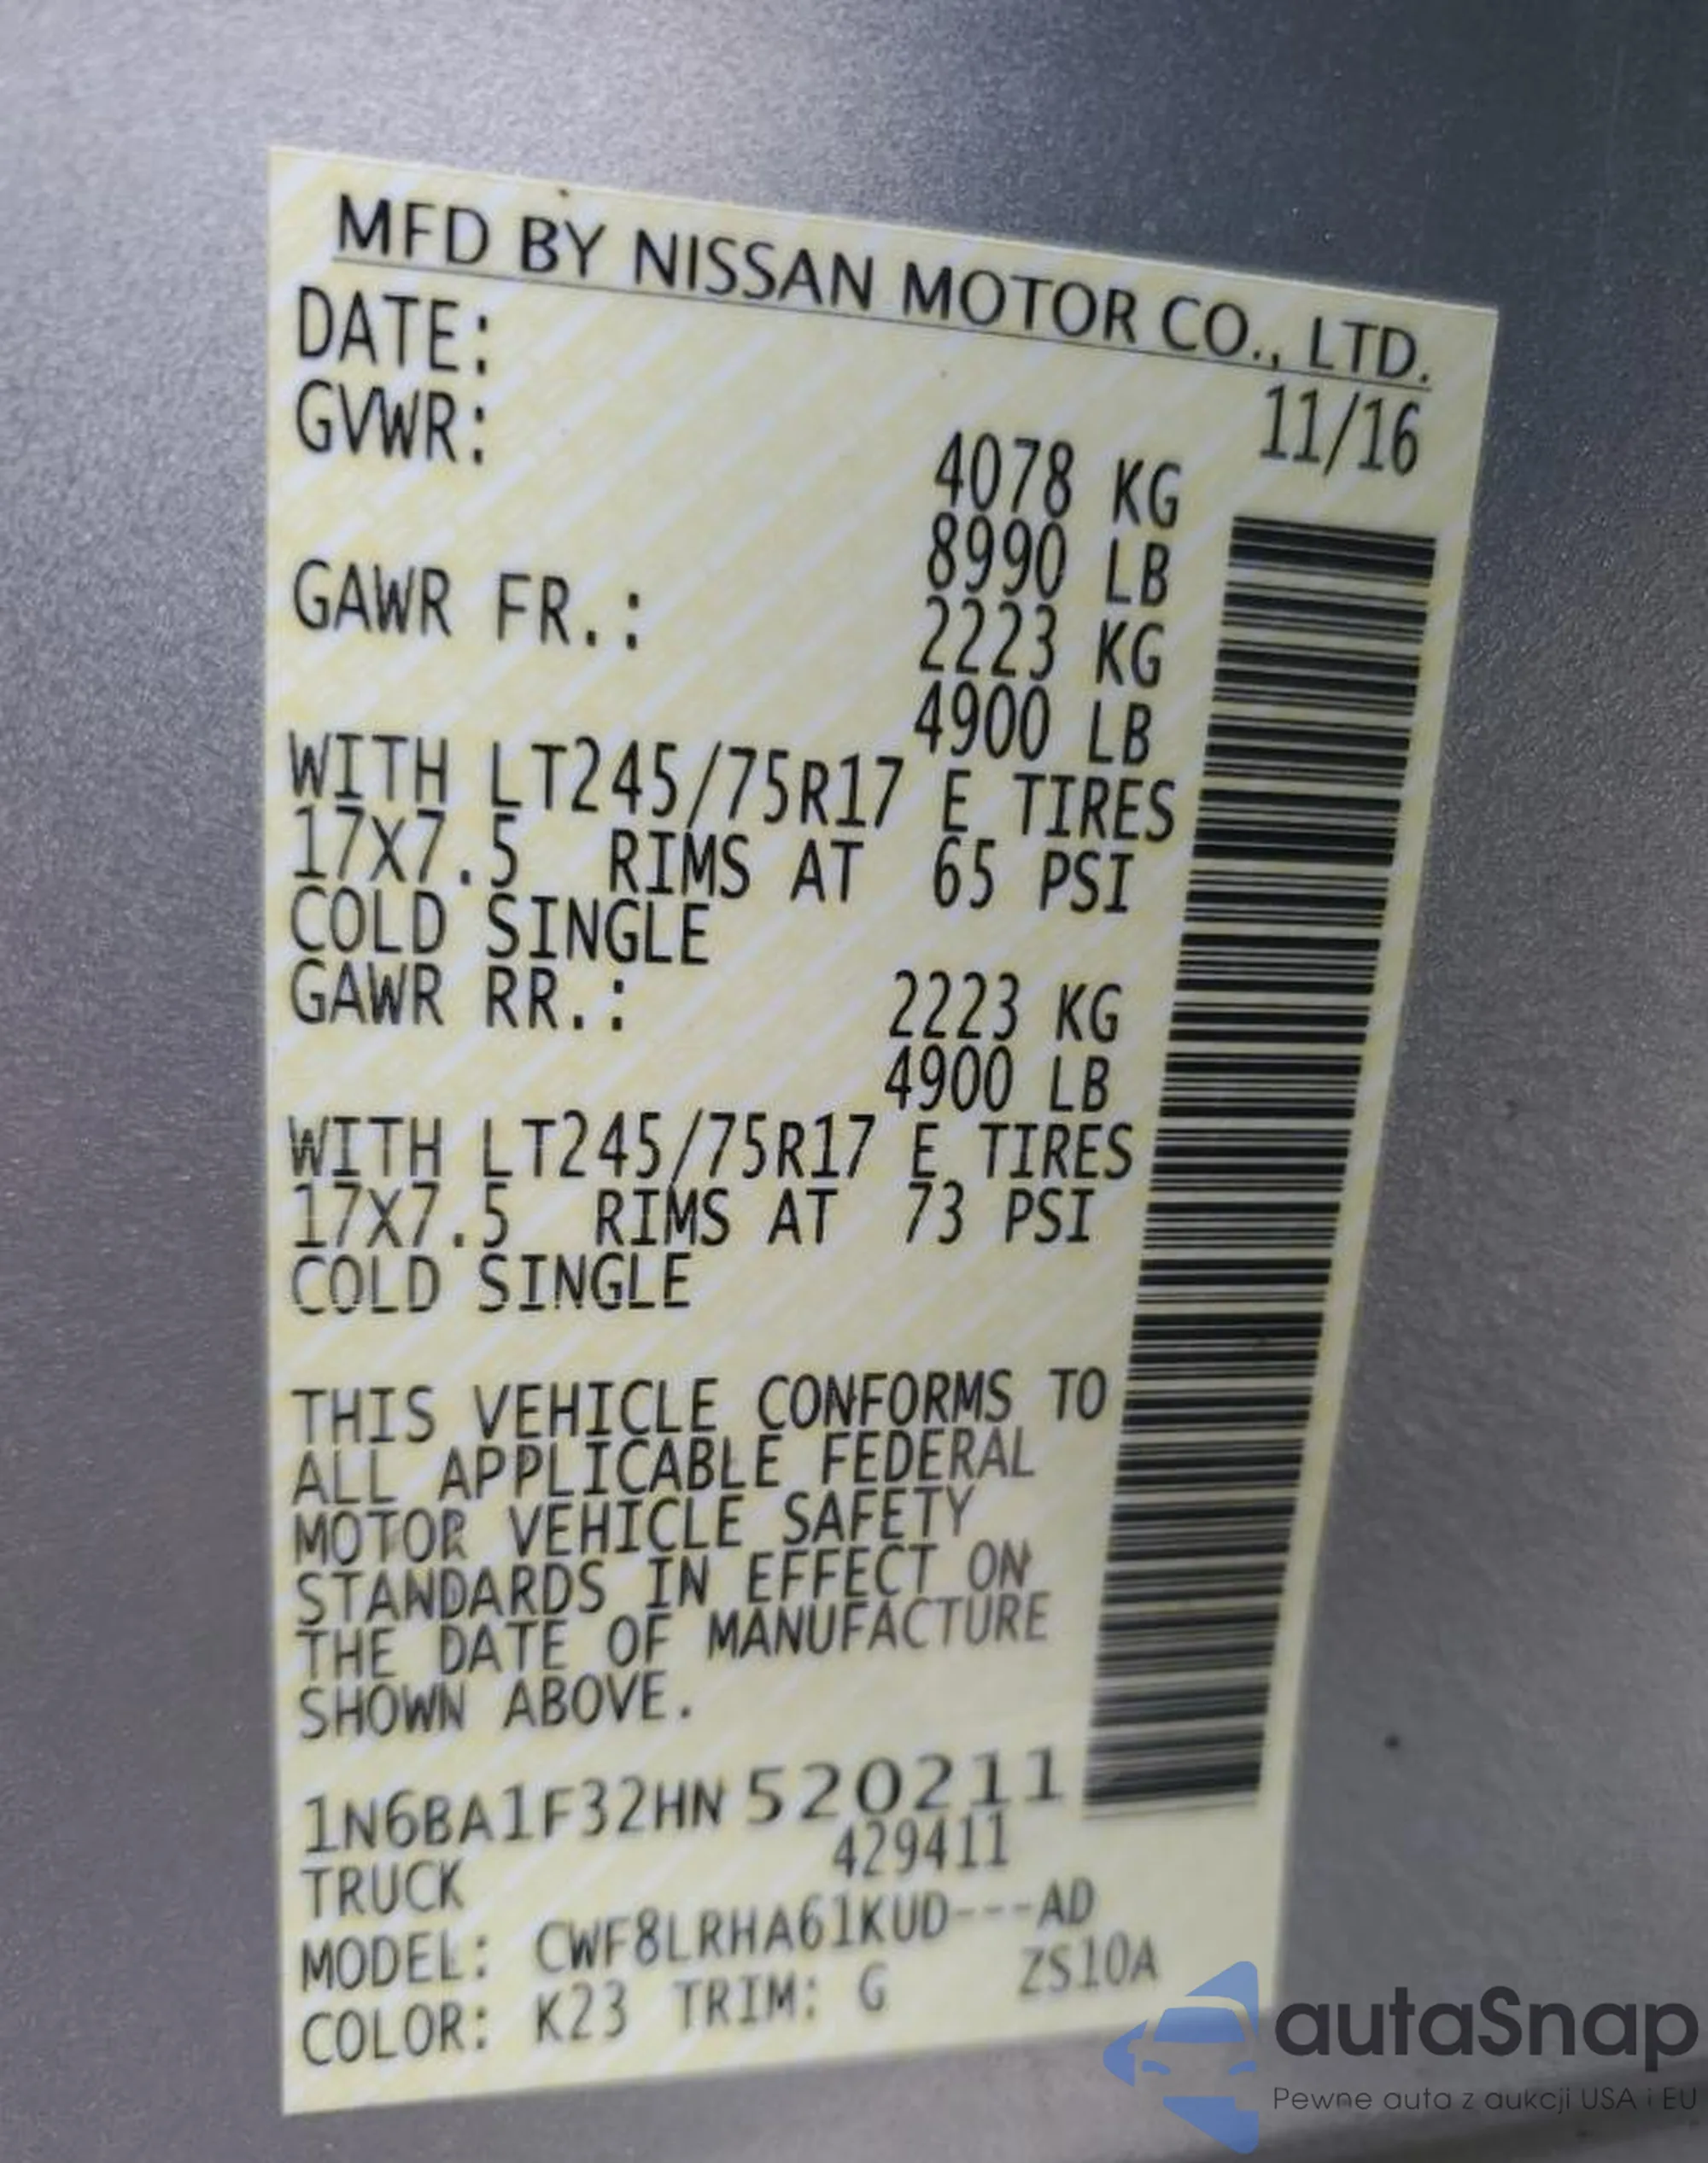 MFD BY NISSAN MOTOR CO., LTD.
DATE: 11/16
GVWR: 4078 KG
8990 LB
GAWR FR.: 2223 KG
4900 LB
WITH LT245/75R17 E TIRES
17X7.5 RIMS AT 65 PSI
COLD SINGLE
GAWR RR.: 2223 KG
4900 LB
WITH LT245/75R17 E TIRES
17X7.5 RIMS AT 73 PSI
COLD SINGLE
THIS VEHICLE CONFORMS TO
ALL APPLICABLE FEDERAL
MOTOR VEHICLE SAFETY
STANDARDS IN EFFECT ON
THE DATE OF MANUFACTURE
SHOWN ABOVE.
1N6BA1F32HN520211
TRUCK 429411
MODEL: CWF8LRHA61KUD---AD
COLOR: K23 TRIM: G ZS10A
autaSnap
Pewne auta z aukcji USA i EU